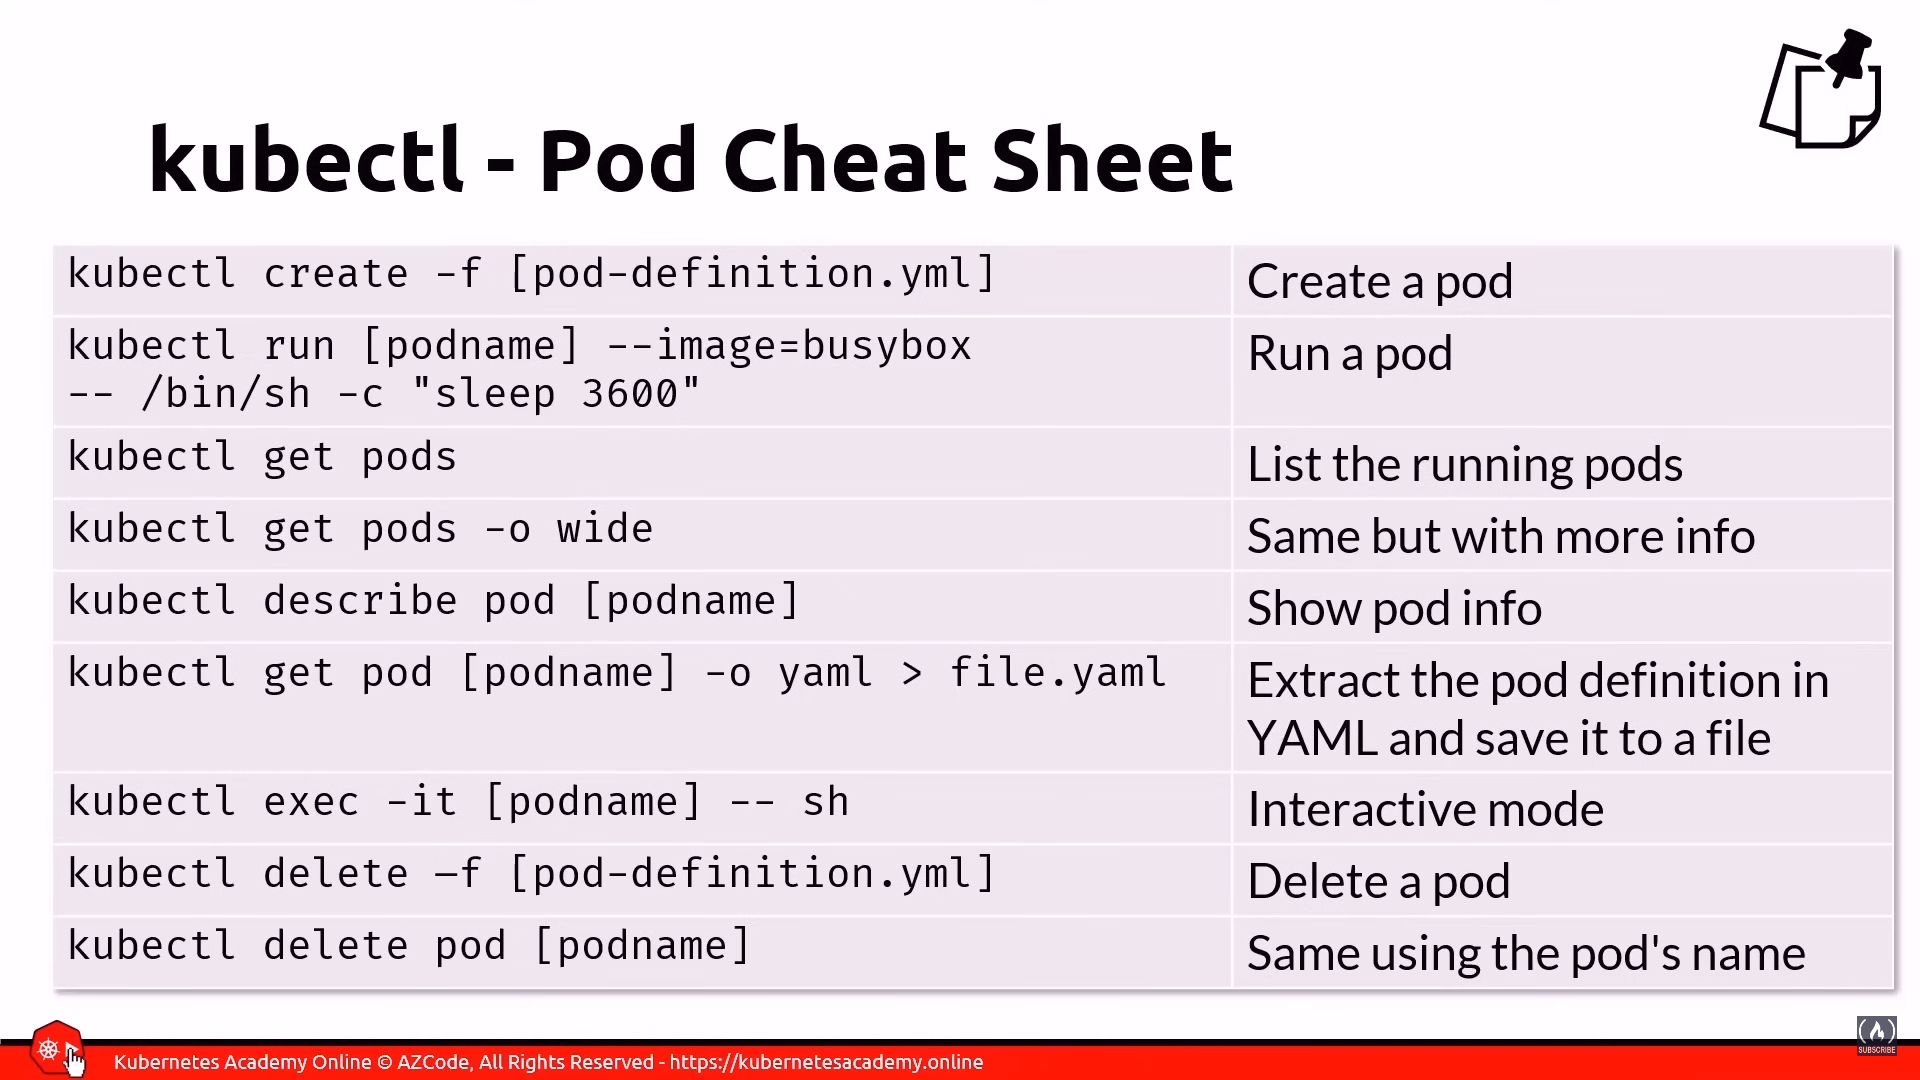 kubectl - Pod Cheat Sheet
kubectl create -f [pod-definition.yml]
Create a pod
kubectl run [podname] --image=busybox
-- /bin/sh -c "sleep 3600"
Run a pod
kubectl get pods
List the running pods
kubectl get pods -o wide
Same but with more info
kubectl describe pod [podname]
Show pod info
kubectl get pod [podname] -o yaml > file.yaml
Extract the pod definition in
YAML and save it to a file
kubectl exec -it [podname] -- sh
Interactive mode
kubectl delete –f [pod-definition.yml]
Delete a pod
kubectl delete pod [podname]
Same using the pod's name
Kubernetes Academy Online © AZCode, All Rights Reserved - https://kubernetesacademy.online
SUBSCRIBE